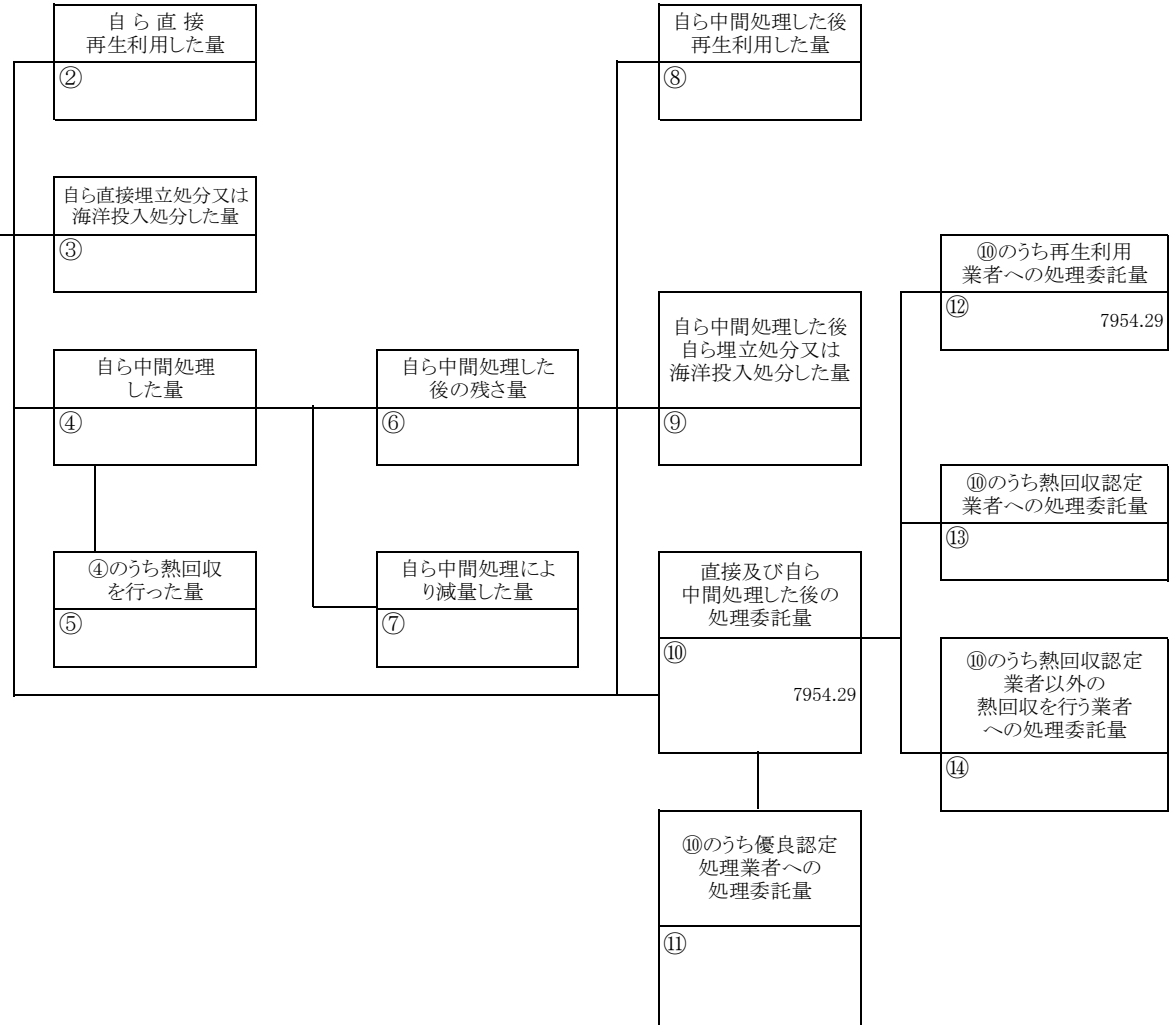 自ら直接
再生利用した量
②
自ら直接埋立処分又は
海洋投入処分した量
③
自ら中間処理
した量
④
④のうち熱回収
を行った量
⑤
自ら中間処理した
後の残さ量
⑥
自ら中間処理によ
り減量した量
⑦
自ら中間処理した後
再生利用した量
⑧
自ら中間処理した後
自ら埋立処分又は
海洋投入処分した量
⑨
直接及び自ら
中間処理した後の
処理委託量
⑩
7954.29
⑩のうち優良認定
処理業者への
処理委託量
⑪
⑩のうち再生利用
業者への処理委託量
⑫
7954.29
⑩のうち熱回収認定
業者への処理委託量
⑬
⑩のうち熱回収認定
業者以外の
熱回収を行う業者
への処理委託量
⑭